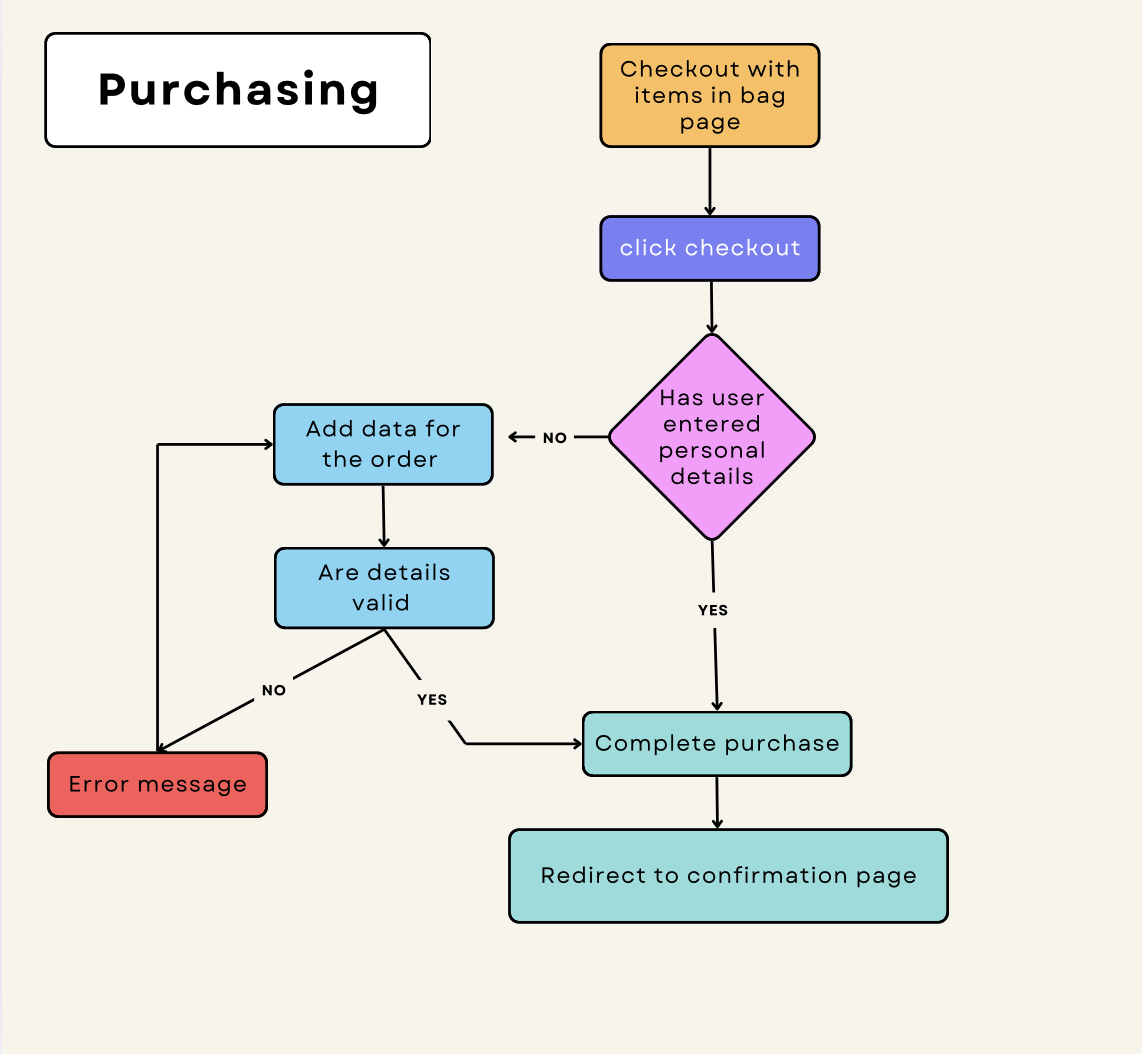 Purchasing
Checkout with
items in bag
page
click checkout
Has user
entered
personal
details
NO
Add data for
the order
Are details
valid
YES
NO
YES
Complete purchase
Error message
Redirect to confirmation page